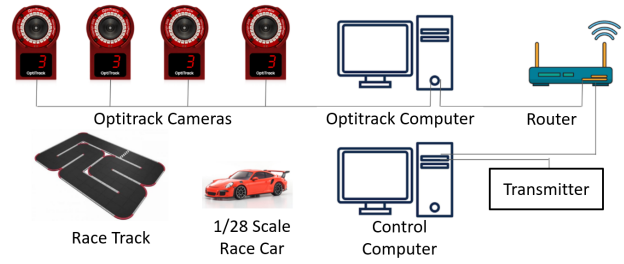 3 3 3 3
OptiTrack OptiTrack OptiTrack OptiTrack
Optitrack Cameras Optitrack Computer Router
Transmitter
1/28 Scale
Race Car
Race Track
Control
Computer